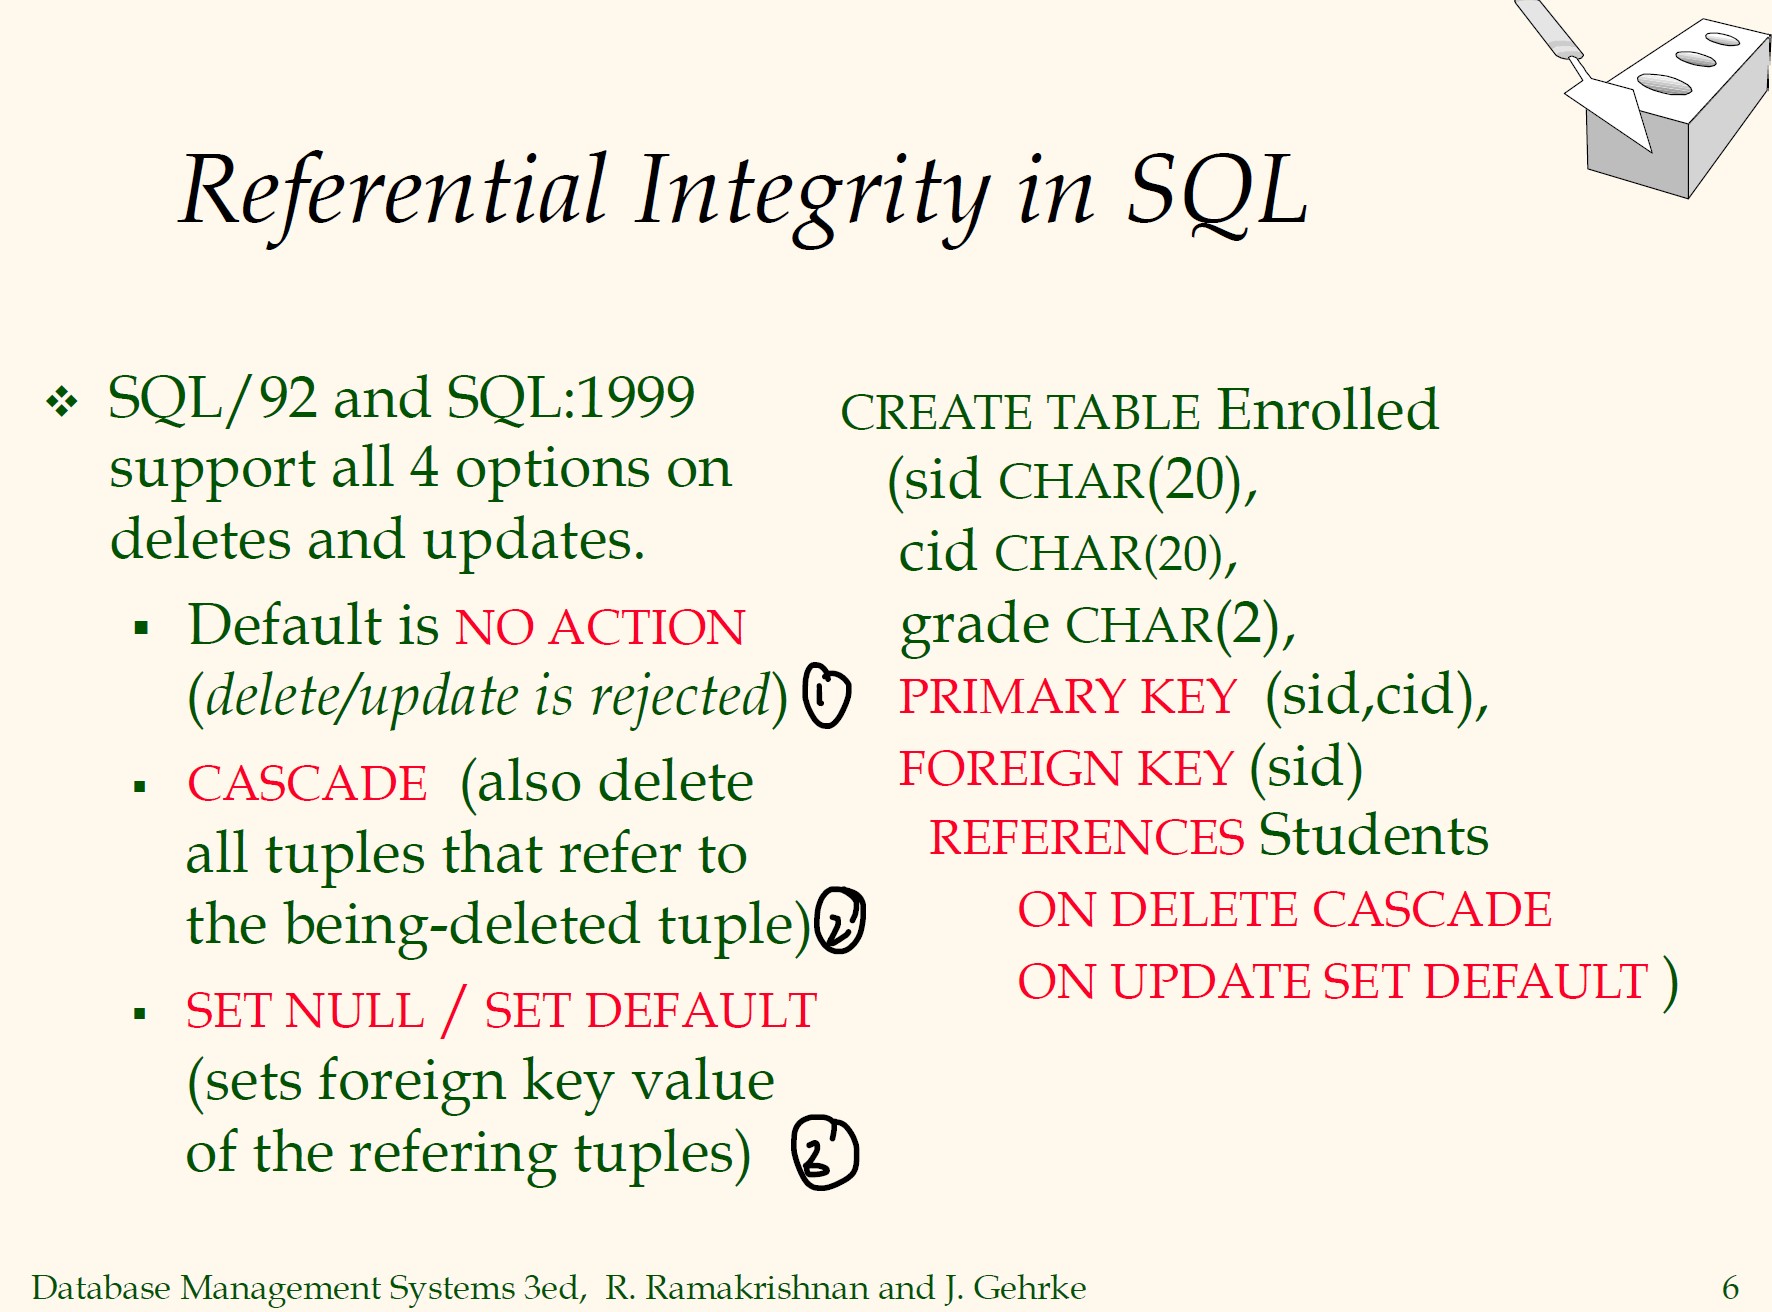 Referential Integrity in SQL
❖ SQL/92 and SQL:1999
support all 4 options on
deletes and updates.
▪ Default is NO ACTION
(delete/update is rejected) ①
▪ CASCADE (also delete
all tuples that refer to
the being-deleted tuple) 2'
▪ SET NULL / SET DEFAULT
(sets foreign key value
of the refering tuples) 2'
CREATE TABLE Enrolled
(sid CHAR(20),
cid CHAR(20),
grade CHAR(2),
PRIMARY KEY (sid,cid),
FOREIGN KEY (sid)
REFERENCES Students
ON DELETE CASCADE
ON UPDATE SET DEFAULT )
Database Management Systems 3ed, R. Ramakrishnan and J. Gehrke 6